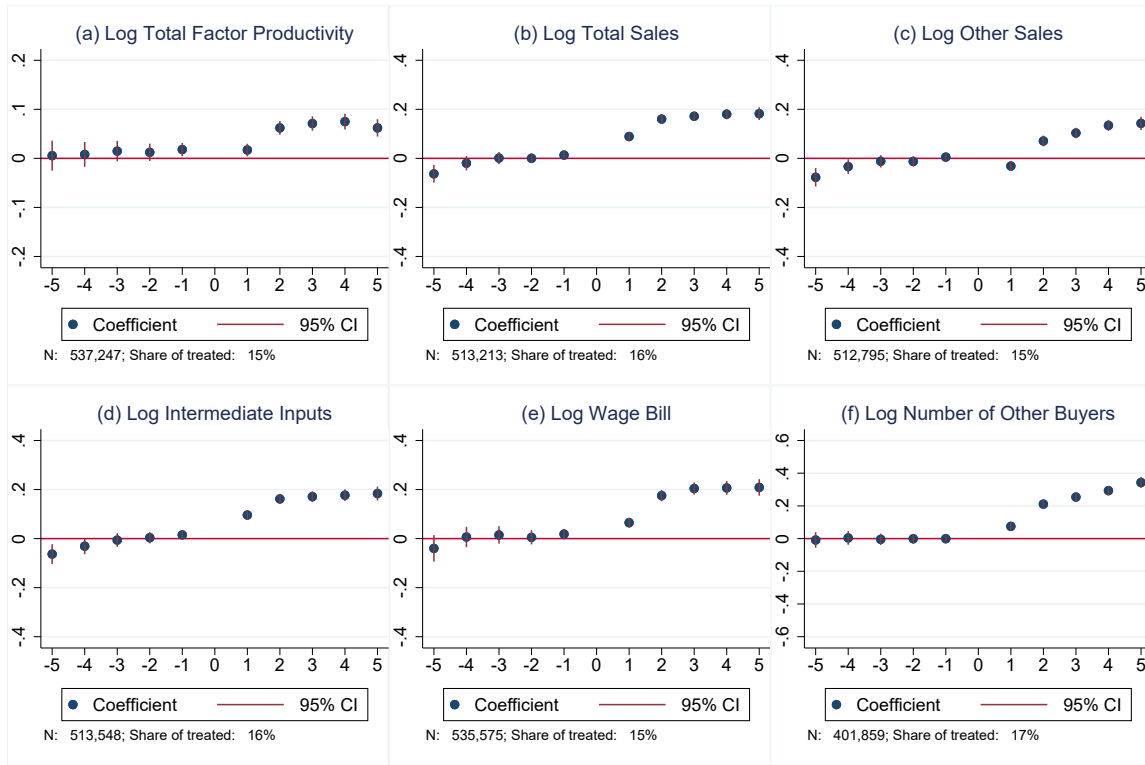 (a) Log Total Factor Productivity
.2
.1
0
-.1
-.2
-5 -4 -3 -2 -1 0 1 2 3 4 5
Coefficient 95% CI
N: 537,247; Share of treated: 15%
(b) Log Total Sales
.4
.2
0
-.2
-.4
-5 -4 -3 -2 -1 0 1 2 3 4 5
Coefficient 95% CI
N: 513,213; Share of treated: 16%
(c) Log Other Sales
.4
.2
0
-.2
-.4
-5 -4 -3 -2 -1 0 1 2 3 4 5
Coefficient 95% CI
N: 512,795; Share of treated: 15%
(d) Log Intermediate Inputs
.4
.2
0
-.2
-.4
-5 -4 -3 -2 -1 0 1 2 3 4 5
Coefficient 95% CI
N: 513,548; Share of treated: 16%
(e) Log Wage Bill
.4
.2
0
-.2
-.4
-5 -4 -3 -2 -1 0 1 2 3 4 5
Coefficient 95% CI
N: 535,575; Share of treated: 15%
(f) Log Number of Other Buyers
.6
.4
.2
0
-.2
-.4
-.6
-5 -4 -3 -2 -1 0 1 2 3 4 5
Coefficient 95% CI
N: 401,859; Share of treated: 17%